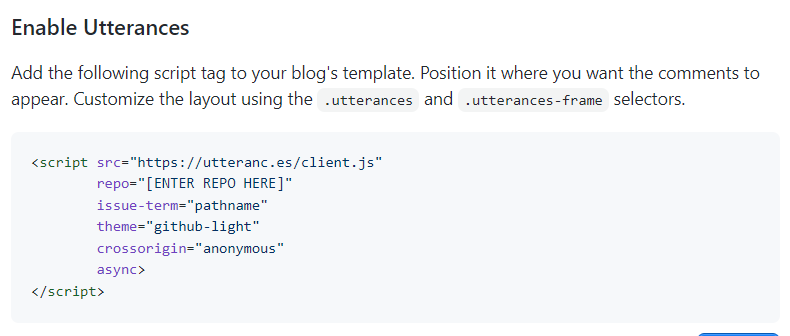 Enable Utterances
Add the following script tag to your blog's template. Position it where you want the comments to
appear. Customize the layout using the .utterances and .utterances-frame selectors.
<script src="https://utteranc.es/client.js"
        repo="[ENTER REPO HERE]"
        issue-term="pathname"
        theme="github-light"
        crossorigin="anonymous"
        async>
</script>